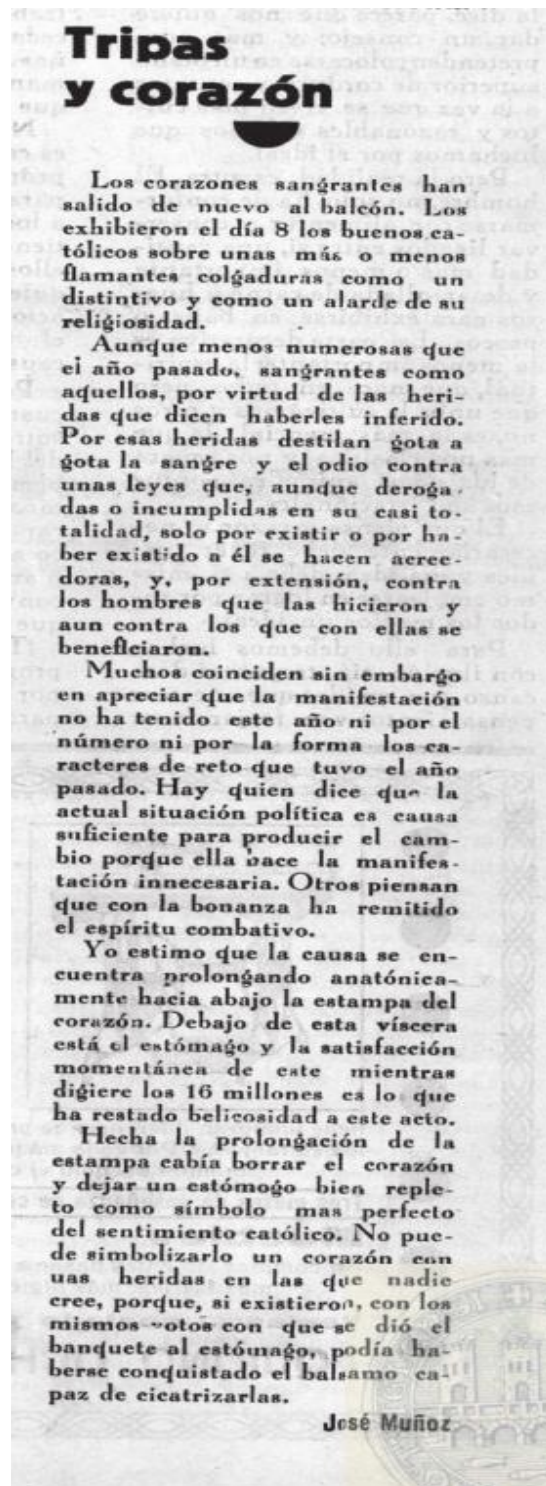 Tripas
y corazón
Los corazones sangrantes han
salido de nuevo al balcón. Los
exhibieron el día 8 los buenos ca-
tólicos sobre unas más o menos
flamantes colgaduras como un
distintivo y como un alarde de su
religiosidad.
Aunque menos numerosas que
el año pasado, sangrantes como
aquellos, por virtud de las heri-
das que dicen haberles inferido.
Por esas heridas destilan gota a
gota la sangre y el odio contra
unas leyes que, aunque deroga-
das o incumplidas en su casi to-
talidad, solo por existir o por ha-
ber existido a él se hacen acree-
doras, y, por extensión, contra
los hombres que las hicieron y
aun contra los que con ellas se
beneficiaron.
Muchos coinciden sin embargo
en apreciar que la manifestación
no ha tenido este año ni por el
número ni por la forma los ca-
racteres de reto que tuvo el año
pasado. Hay quien dice que la
actual situación política es causa
suficiente para producir el cam-
bio porque ella hace la manifes-
tación innecesaria. Otros piensan
que con la bonanza ha remitido
el espíritu combativo.
Yo estimo que la causa se en-
cuentra prolongando anatónica-
mente hacia abajo la estampa del
corazón. Debajo de esta víscera
está el estómago y la satisfacción
momentánea de este mientras
digiere los 16 millones es lo que
ha restado belicosidad a este acto.
Hecha la prolongación de la
estampa cabía borrar el corazón
y dejar un estómogo bien reple-
to como símbolo mas perfecto
del sentimiento católico. No pue-
de simbolizarlo un corazón con
uas heridas en las que nadie
cree, porque, si existieron, con los
mismos votos con que se dió el
banquete al estómago, podía ha-
berse conquistado el balsamo ca-
paz de cicatrizarlas.
José Muñoz